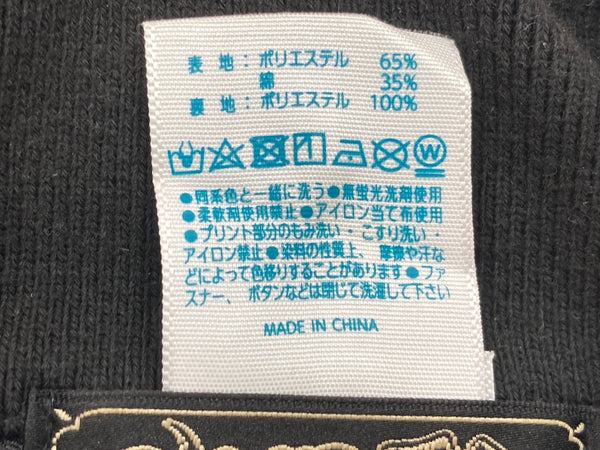 表 地：ポリエステル 65%
綿 35%
裏 地：ポリエステル 100%
W
●同系色と一緒に洗う●無蛍光洗剤使用
●柔軟剤使用禁止●アイロン当て布使用
●プリント部分のもみ洗い・こすり洗い・
アイロン禁止●染料の性質上、摩擦や汗な
どによって色移りすることがあります●ファ
スナー、ボタンなどは閉じて洗濯して下さい
MADE IN CHINA